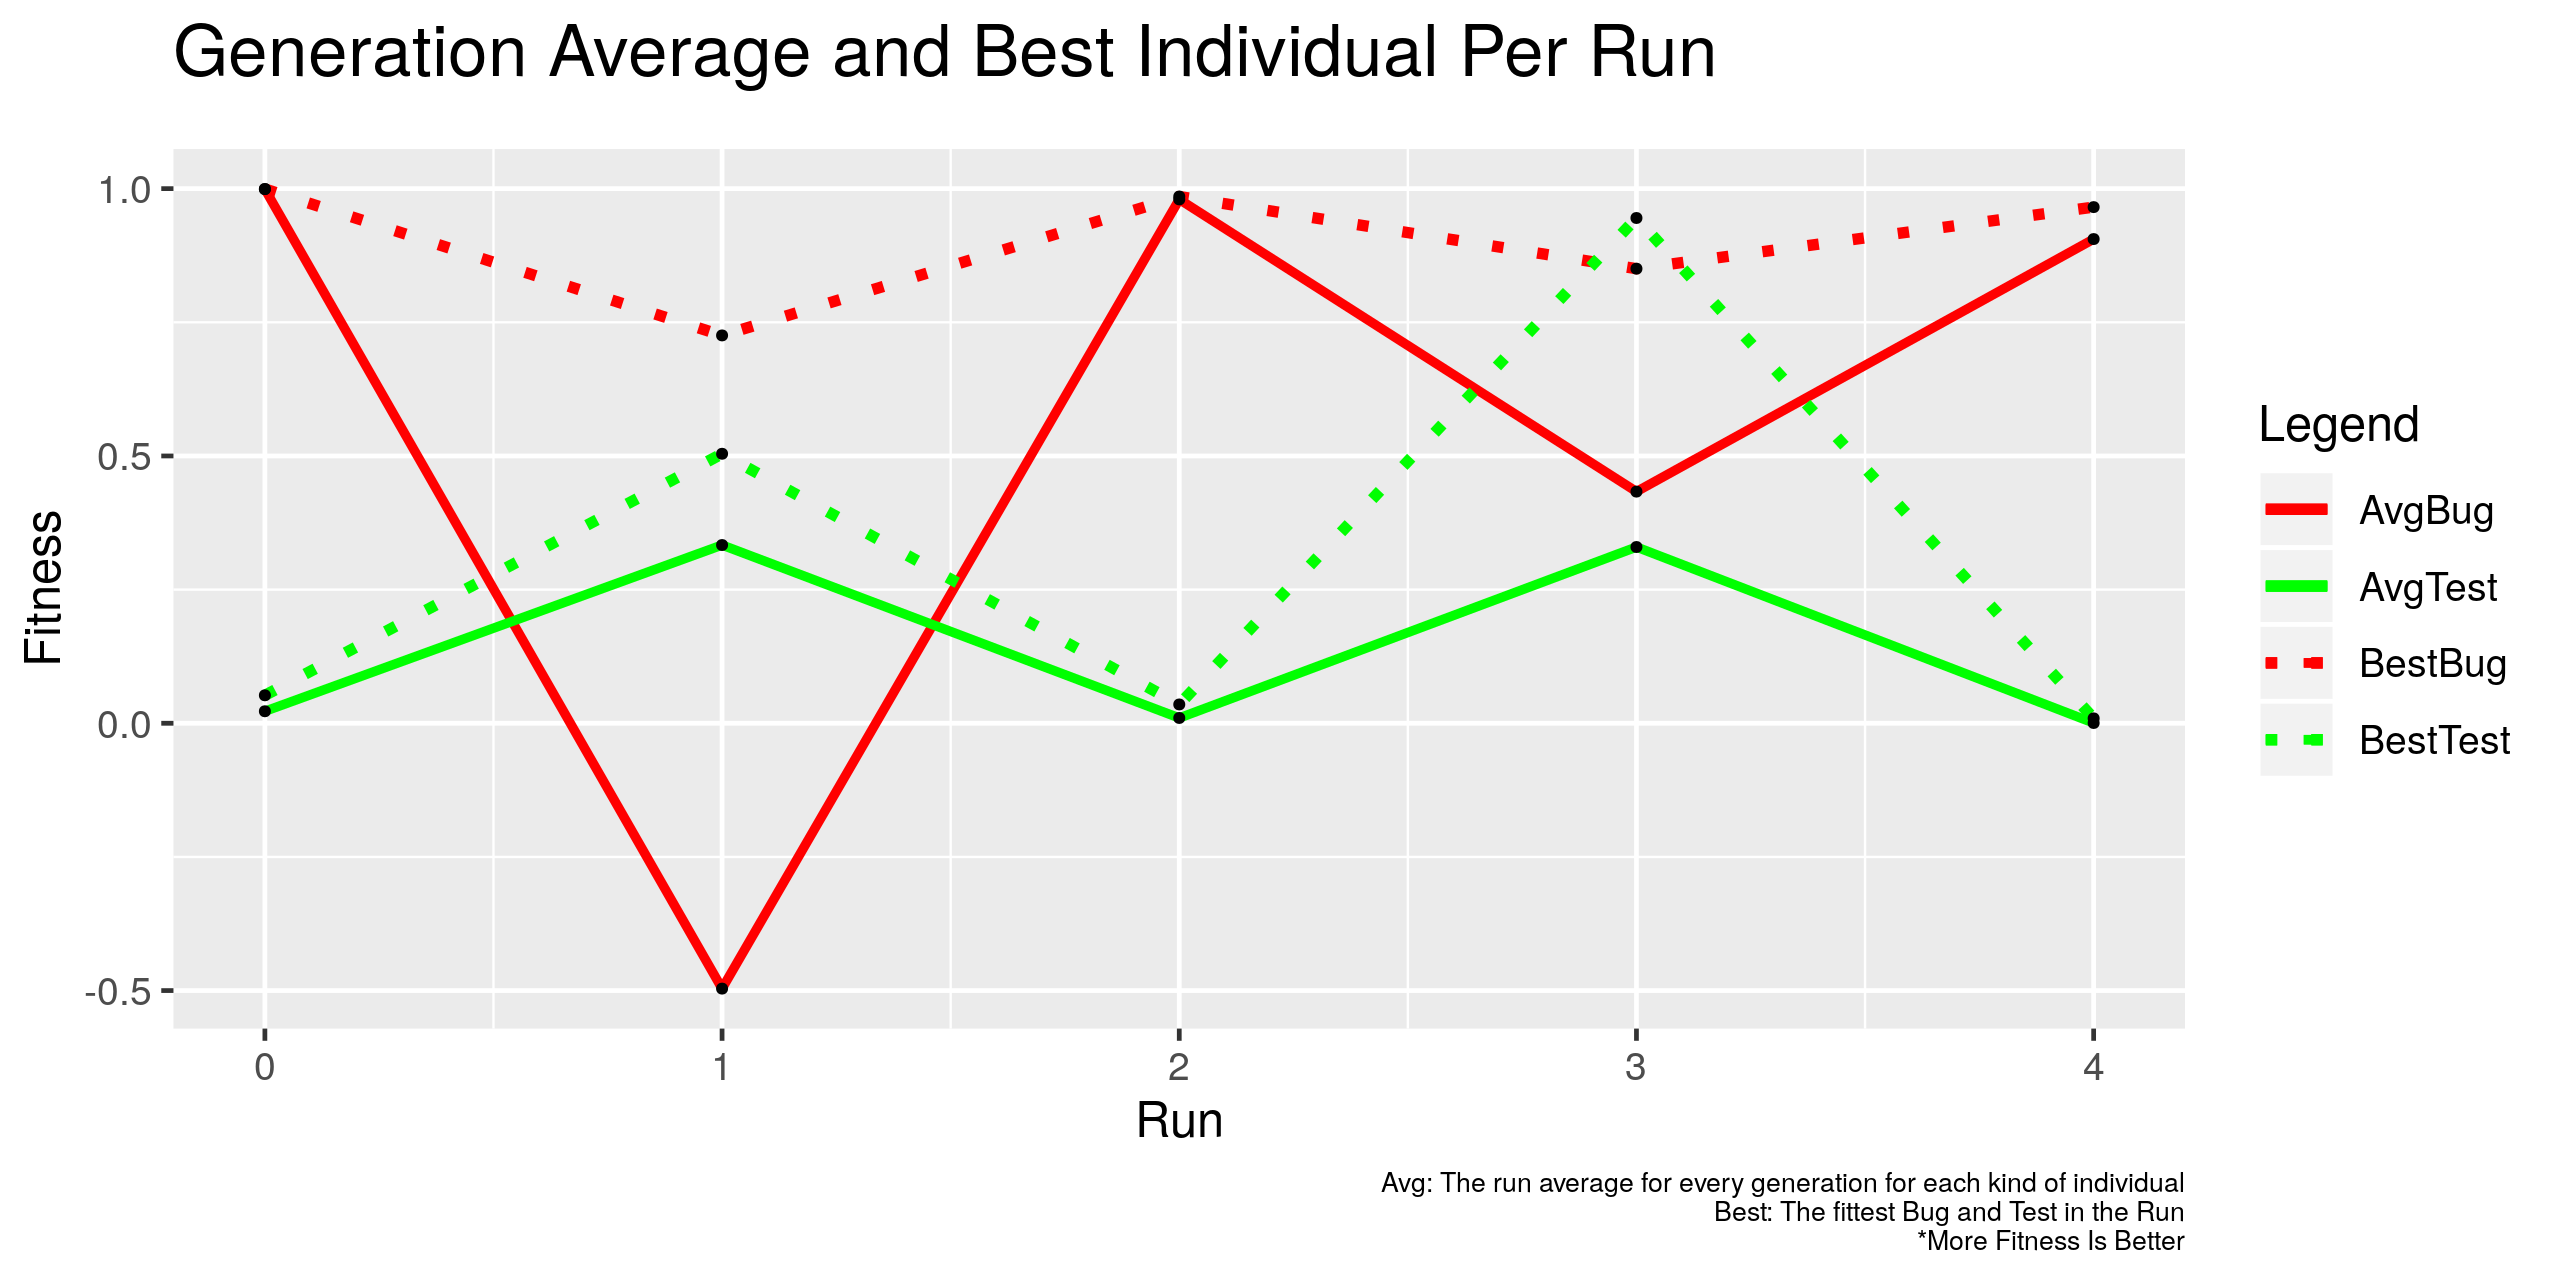 Generation Average and Best Individual Per Run
1.0
0.5
0.0
-0.5
Fitness
0 1 2 3 4
Run
Legend
AvgBug
AvgTest
BestBug
BestTest
Avg: The run average for every generation for each kind of individual
Best: The fittest Bug and Test in the Run
*More Fitness Is Better